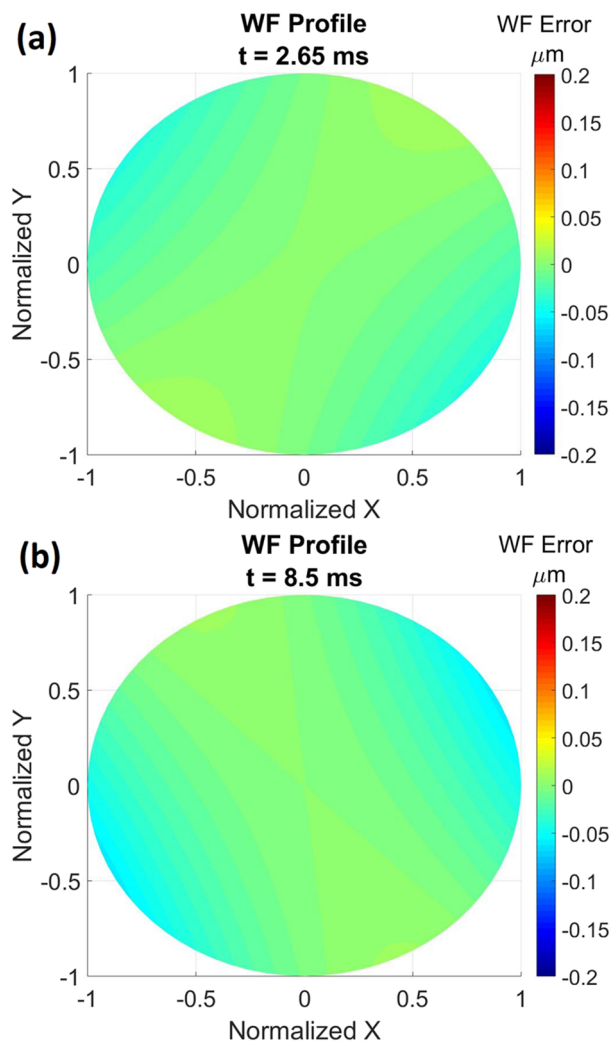 (a)
WF Profile
t = 2.65 ms
WF Error
μm
1
0.5
0
-0.5
-1
Normalized Y
-1 -0.5 0 0.5 1
Normalized X
0.2
0.15
0.1
0.05
0
-0.05
-0.1
-0.15
-0.2
(b)
WF Profile
t = 8.5 ms
WF Error
μm
1
0.5
0
-0.5
-1
Normalized Y
-1 -0.5 0 0.5 1
Normalized X
0.2
0.15
0.1
0.05
0
-0.05
-0.1
-0.15
-0.2